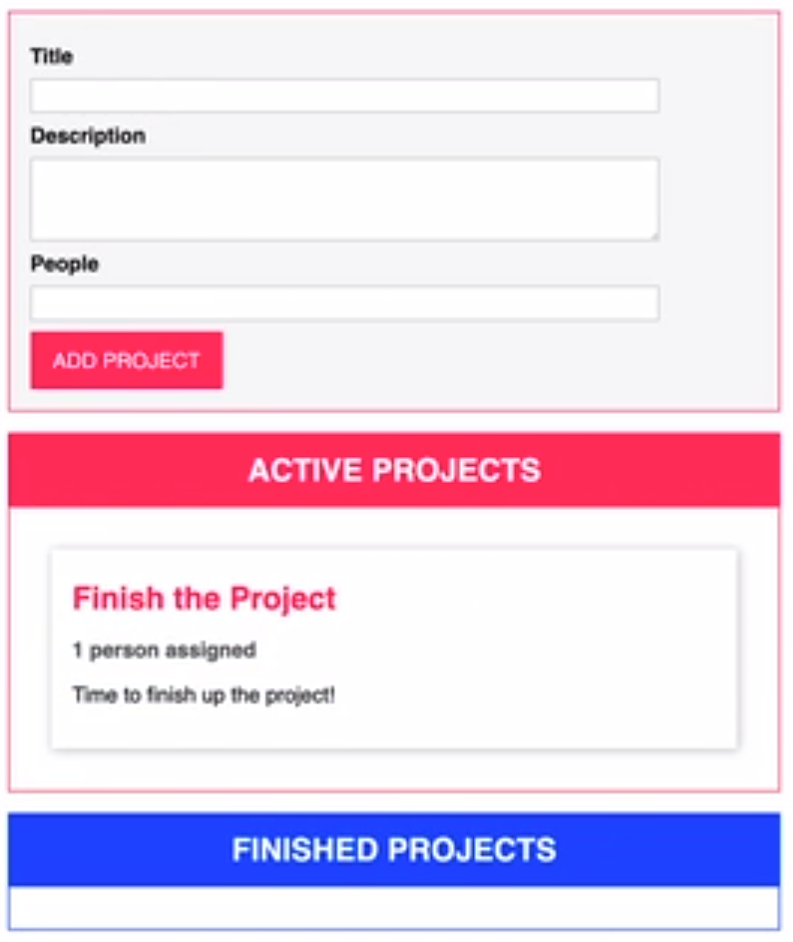 Title
Description
People
ADD PROJECT
ACTIVE PROJECTS
Finish the Project
1 person assigned
Time to finish up the project!
FINISHED PROJECTS